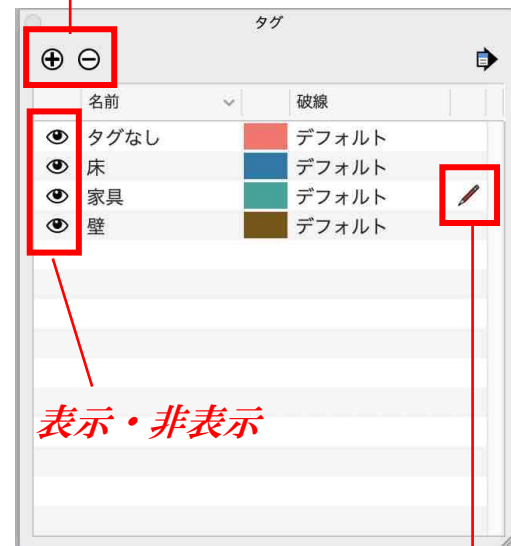 タグ
名前 破線
タグなし デフォルト
床 デフォルト
家具 デフォルト
壁 デフォルト
表示・非表示